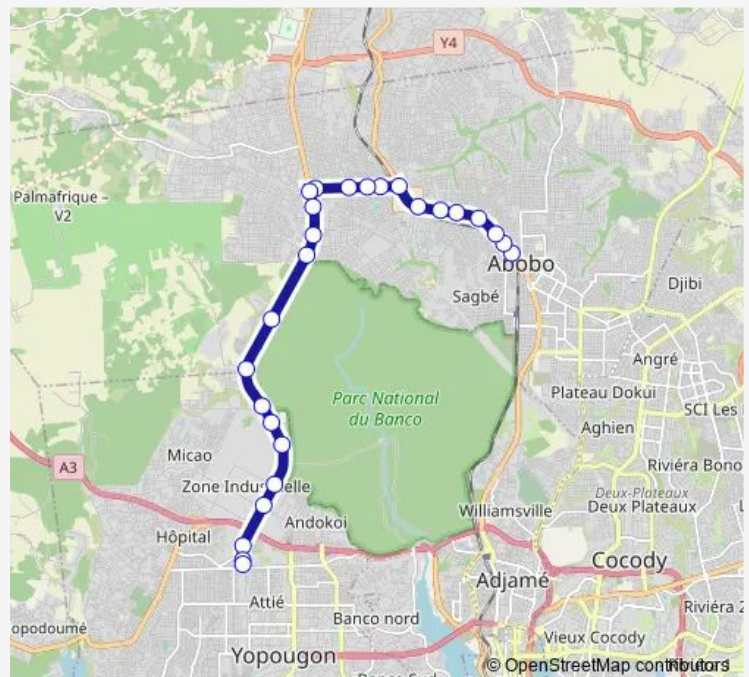 Y4
Palmafrique –
V2
Abobo
Sagbé
Djibi
Angré
Parc National
du Banco
Plateau Dokui
SCI Les
Aghien
Micao
A3
Riviéra Bono
Zone Industrielle
Deux-Plateaux
Deux Plateaux
Williamsville
Andokoi
Hôpital
Cocody
Adjamé
Attié
Riviéra 2
Banco nord
opodoumé
Vieux Cocody
Yopougon
© OpenStreetMap contributors